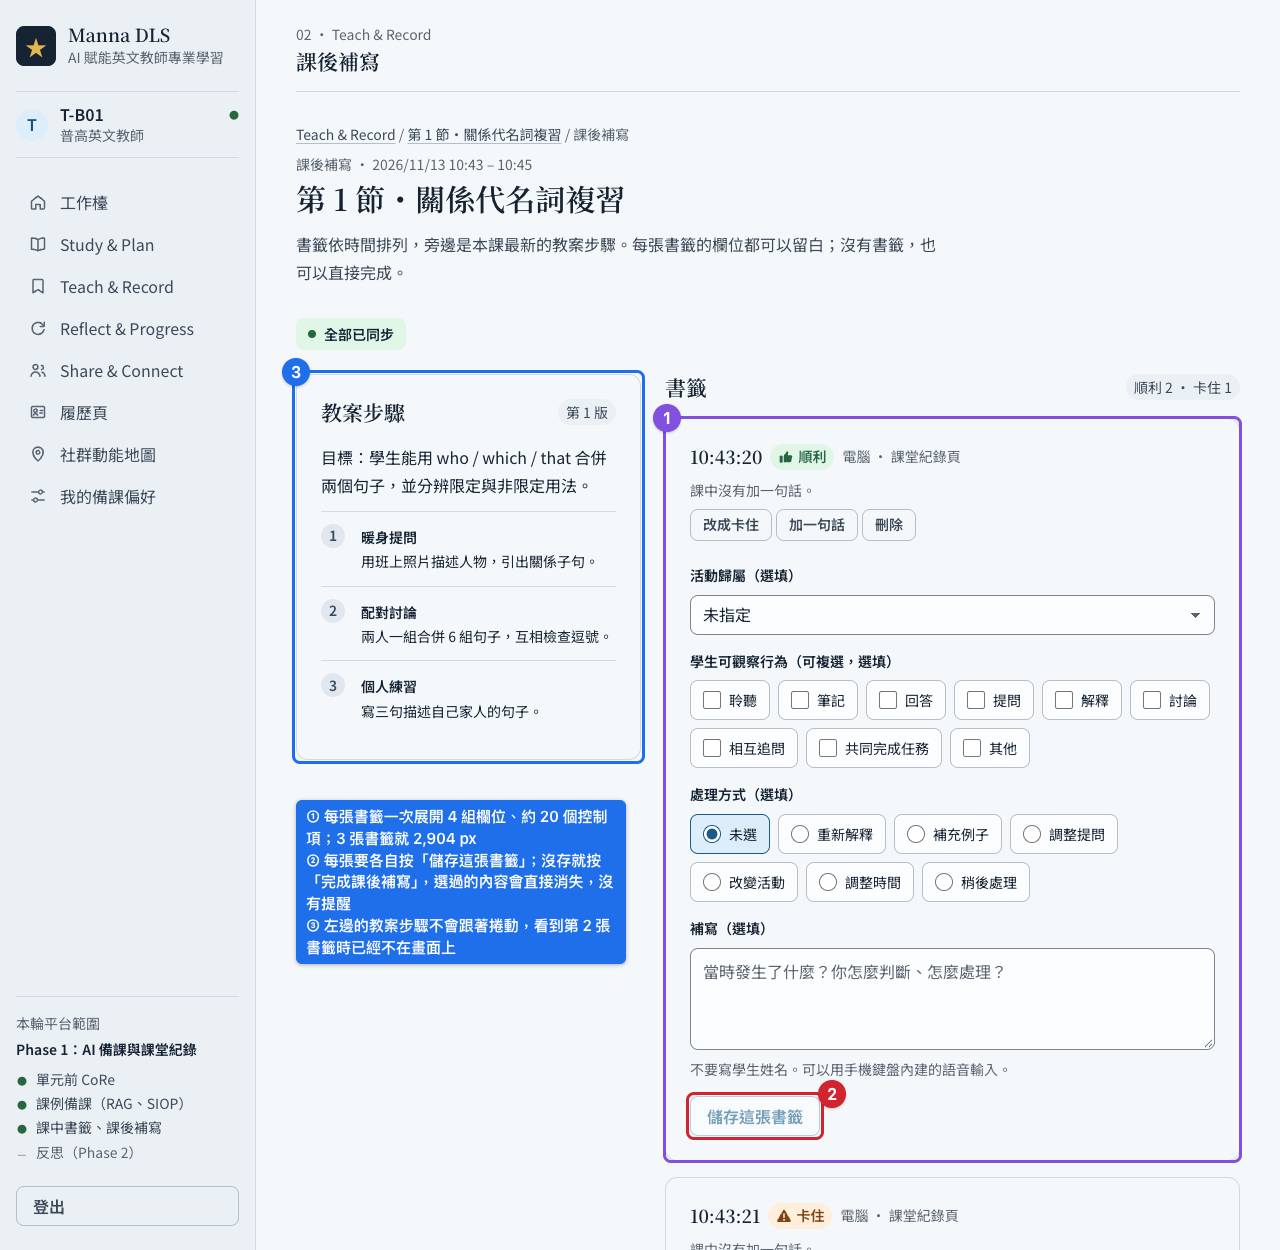 Manna DLS
AI 賦能英文教師專業學習
T
T-B01
普高英文教師
工作檯
Study & Plan
Teach & Record
Reflect & Progress
Share & Connect
履歷頁
社群動能地圖
我的備課偏好
本輪平台範圍
Phase 1：AI 備課與課堂紀錄
單元前 CoRe
課例備課（RAG、SIOP）
課中書籤、課後補寫
– 反思（Phase 2）
登出
02 · Teach & Record
課後補寫
Teach & Record / 第 1 節・關係代名詞複習 / 課後補寫
課後補寫 · 2026/11/13 10:43 – 10:45
第 1 節・關係代名詞複習
書籤依時間排列，旁邊是本課最新的教案步驟。每張書籤的欄位都可以留白；沒有書籤，也
可以直接完成。
全部已同步
3
教案步驟
第 1 版
目標：學生能用 who / which / that 合併
兩個句子，並分辨限定與非限定用法。
1
暖身提問
用班上照片描述人物，引出關係子句。
2
配對討論
兩人一組合併 6 組句子，互相檢查逗號。
3
個人練習
寫三句描述自己家人的句子。
① 每張書籤一次展開 4 組欄位、約 20 個控制
項；3 張書籤就 2,904 px
② 每張要各自按「儲存這張書籤」；沒存就按
「完成課後補寫」，選過的內容會直接消失，沒
有提醒
③ 左邊的教案步驟不會跟著捲動，看到第 2 張
書籤時已經不在畫面上
書籤
順利 2 · 卡住 1
1
10:43:20 順利 電腦 · 課堂紀錄頁
課中沒有加一句話。
改成卡住 加一句話 刪除
活動歸屬（選填）
未指定
學生可觀察行為（可複選，選填）
聆聽 筆記 回答 提問 解釋 討論
相互追問 共同完成任務 其他
處理方式（選填）
未選 重新解釋 補充例子 調整提問
改變活動 調整時間 稍後處理
補寫（選填）
當時發生了什麼？你怎麼判斷、怎麼處理？
不要寫學生姓名。可以用手機鍵盤內建的語音輸入。
2
儲存這張書籤
10:43:21 卡住 電腦 · 課堂紀錄頁
課中沒有加一句話。